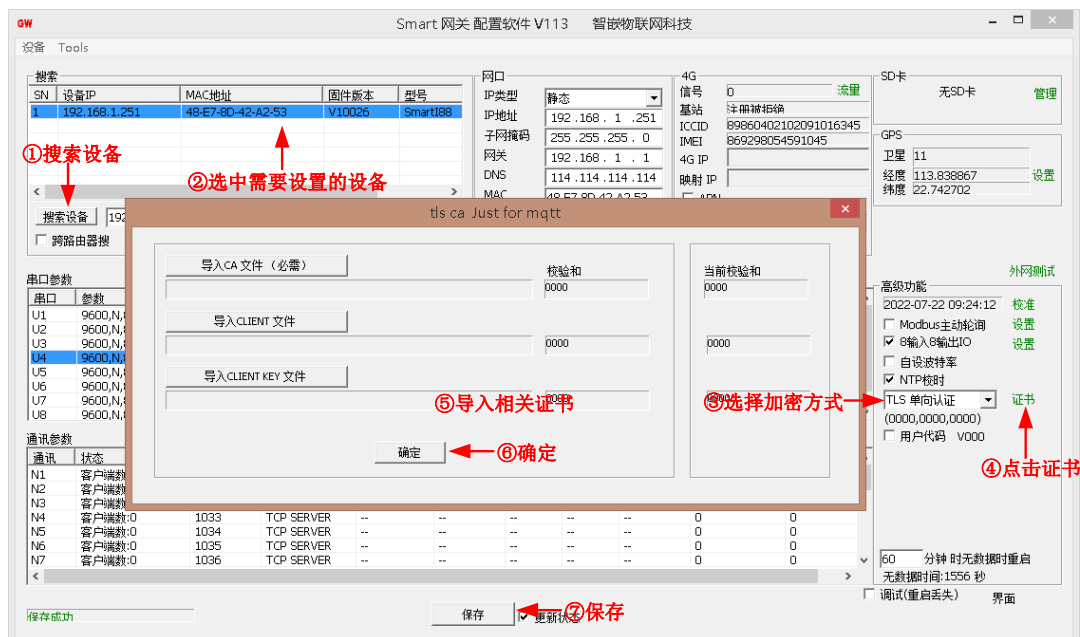 GW Smart 网关 配置软件 V113 智嵌物联网科技
设备 Tools
搜索
SN 设备IP MAC地址 固件版本 型号
1 192.168.1.251 48-E7-8D-42-A2-53 V10026 SmartI88
①搜索设备
②选中需要设置的设备
搜索设备 192
跨路由器搜
网口
IP类型 静态
IP地址 192 .168 . 1 .251
子网掩码 255 .255 .255 . 0
网关 192 .168 . 1 . 1
DNS 114 .114 .114 .114
MAC 48 E7 8D 42 A2 53
4G
信号 0 流量
基站 注册被拒绝
ICCID 89860402102091016345
IMEI 869298054591045
4G IP
映射 IP
APN
SD卡
无SD卡 管理
GPS
卫星 11
经度 113.838867 设置
纬度 22.742702
外网测试
tls ca Just for mqtt
导入CA 文件（必需） 校验和 当前校验和
0000 0000
导入CLIENT 文件
0000 0000
导入CLIENT KEY 文件
0000 0000
⑤导入相关证书
③选择加密方式
确定
⑥确定
串口参数
串口 参数
U1 9600,N,
U2 9600,N,
U3 9600,N,
U4 9600,N,
U5 9600,N,
U6 9600,N,
U7 9600,N,
U8 9600,N,
高级功能
2022-07-22 09:24:12 校准
Modbus主动轮询 设置
8输入8输出IO 设置
自设波特率
NTP校时
TLS 单向认证 证书
(0000,0000,0000)
用户代码 V000
④点击证书
通讯参数
通讯 状态
N1 客户端数
N2 客户端数
N3 客户端数
N4 客户端数:0 1033 TCP SERVER -- -- -- -- -- 0 0
N5 客户端数:0 1034 TCP SERVER -- -- -- -- -- 0 0
N6 客户端数:0 1035 TCP SERVER -- -- -- -- -- 0 0
N7 客户端数:0 1036 TCP SERVER -- -- -- -- -- 0 0
60 分钟 时无数据时重启
无数据时间:1556 秒
调试(重启丢失) 界面
保存成功 保存 更新状态
⑦保存